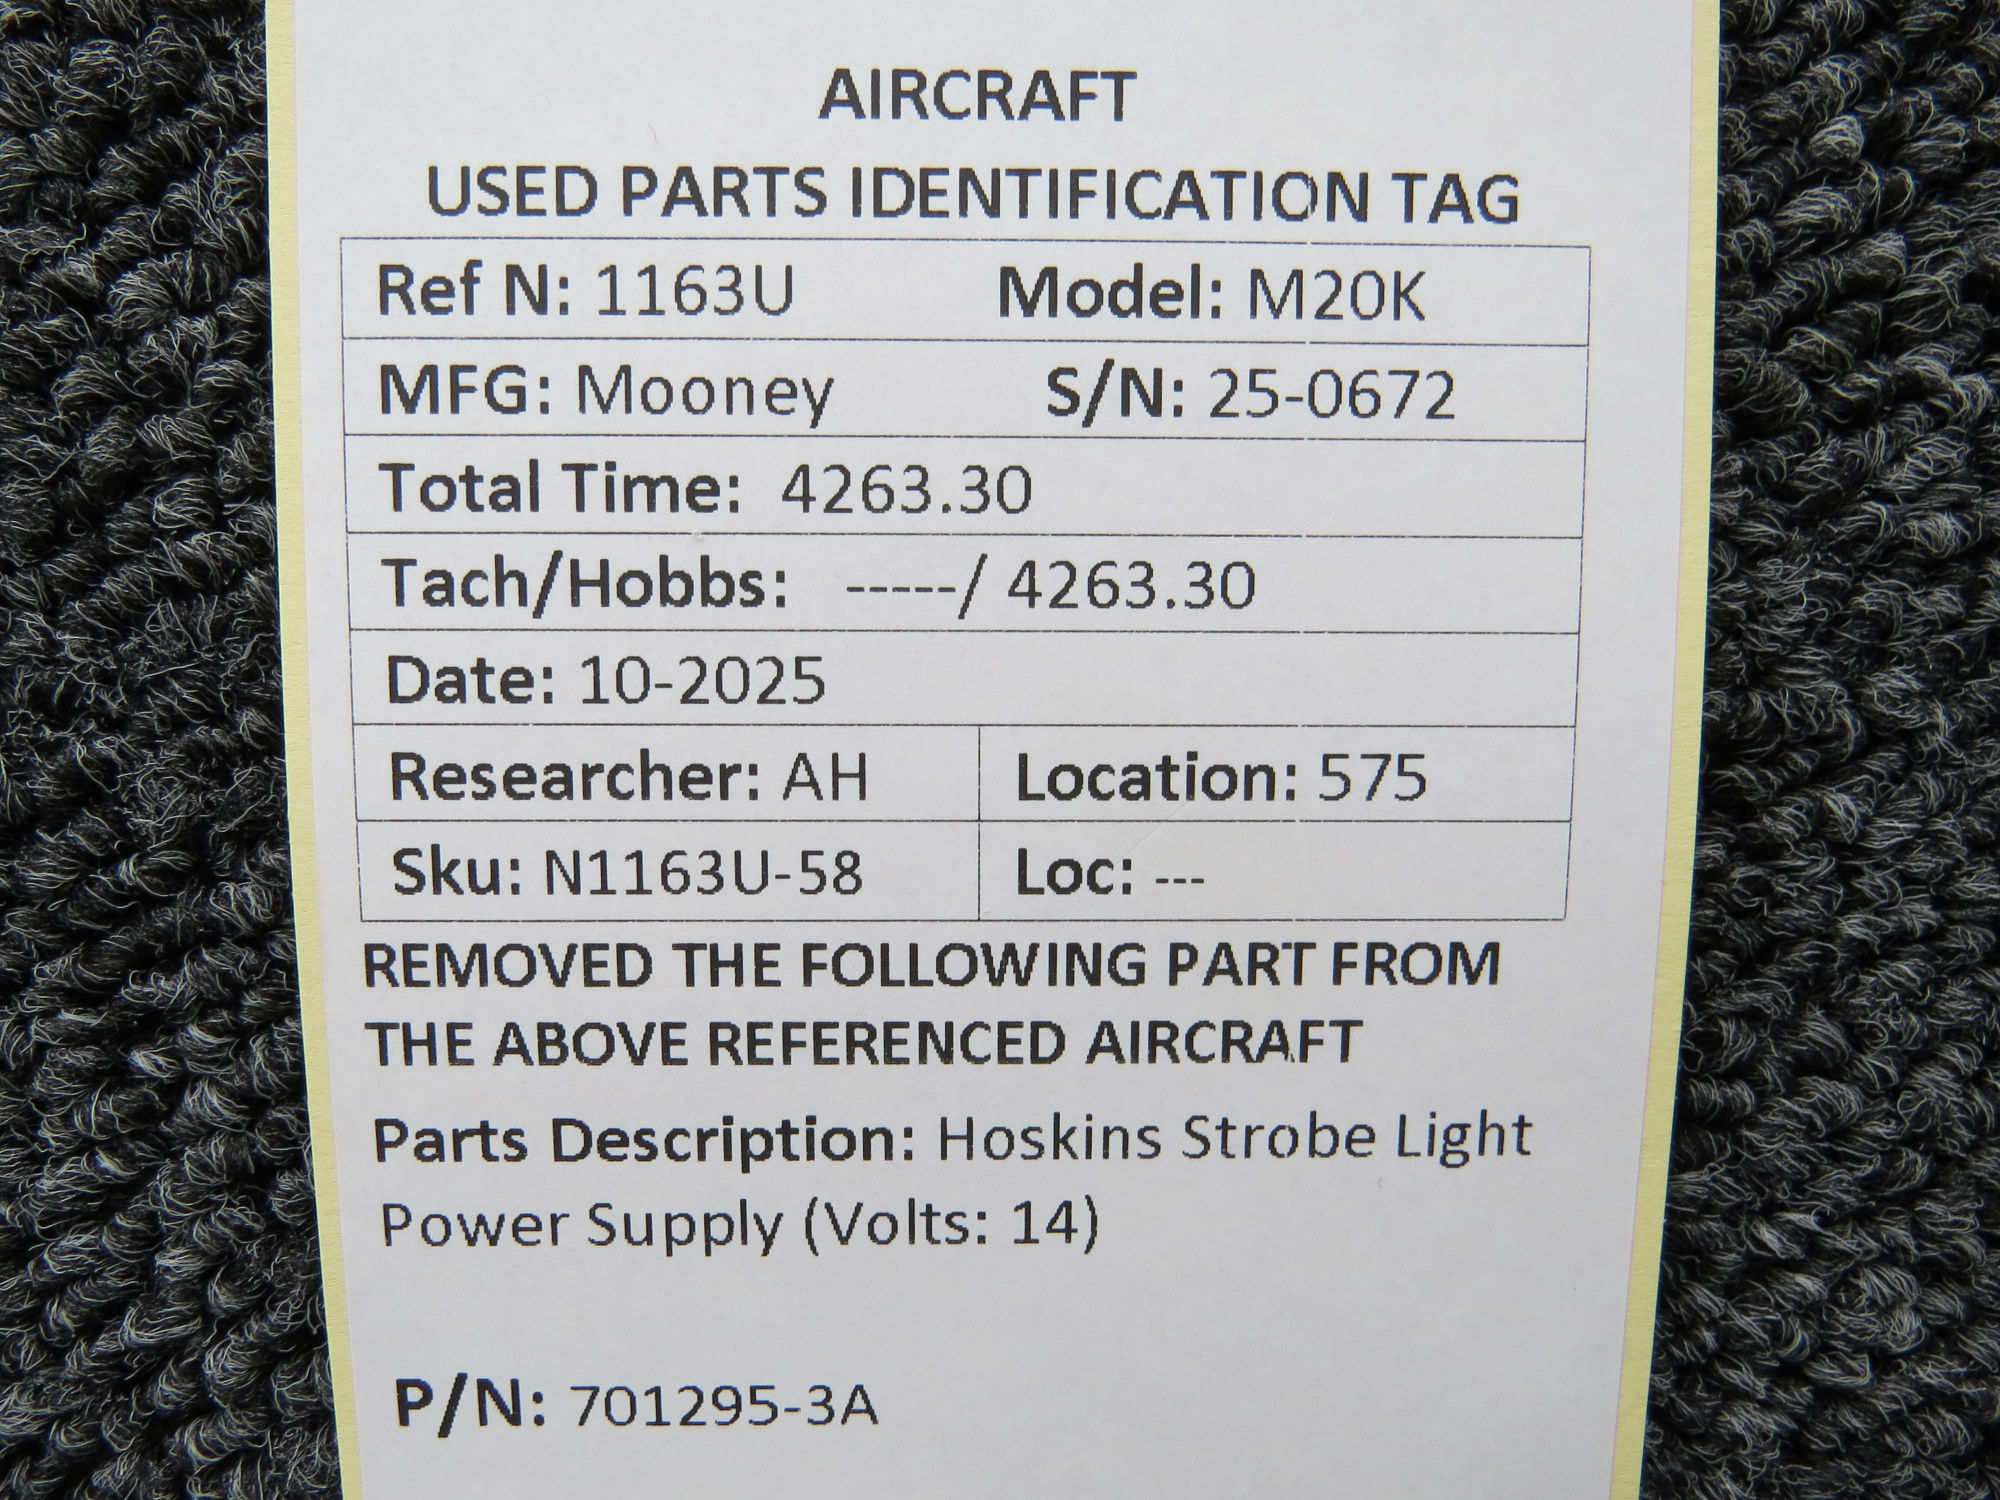 AIRCRAFT
USED PARTS IDENTIFICATION TAG
Ref N: 1163U Model: M20K
MFG: Mooney S/N: 25-0672
Total Time: 4263.30
Tach/Hobbs: -----/ 4263.30
Date: 10-2025
Researcher: AH Location: 575
Sku: N1163U-58 Loc: ---
REMOVED THE FOLLOWING PART FROM
THE ABOVE REFERENCED AIRCRAFT
Parts Description: Hoskins Strobe Light
Power Supply (Volts: 14)
P/N: 701295-3A